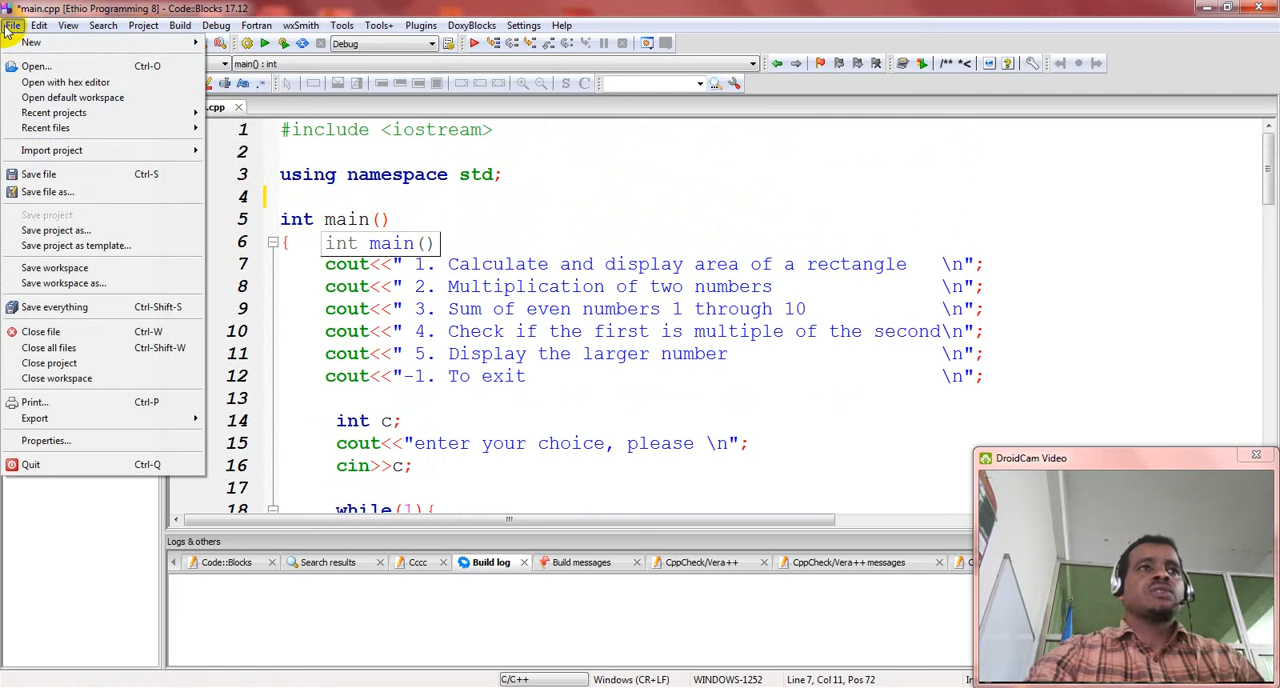 *main.cpp [Ethio Programming 8] - Code::Blocks 17.12
File Edit View Search Project Build Debug Fortran wxSmith Tools Tools+ Plugins DoxyBlocks Settings Help
New
Debug
Open... Ctrl-O
main() : int
/** *<
Open with hex editor
S C
Open default workspace
.cpp
Recent projects
Recent files
Import project
Save file Ctrl-S
Save file as...
Save project
Save project as...
Save project as template...
Save workspace
Save workspace as...
Save everything Ctrl-Shift-S
Close file Ctrl-W
Close all files Ctrl-Shift-W
Close project
Close workspace
Print... Ctrl-P
Export
Properties...
Quit Ctrl-Q
1 #include <iostream>
2
3 using namespace std;
4
5 int main()
6 {
int main()
7 cout<<" 1. Calculate and display area of a rectangle \n";
8 cout<<" 2. Multiplication of two numbers \n";
9 cout<<" 3. Sum of even numbers 1 through 10 \n";
10 cout<<" 4. Check if the first is multiple of the second\n";
11 cout<<" 5. Display the larger number \n";
12 cout<<"-1. To exit \n";
13
14 int c;
15 cout<<"enter your choice, please \n";
16 cin>>c;
17
18 while(1){
DroidCam Video
Logs & others
Code::Blocks Search results Cccc Build log Build messages CppCheck/Vera++ CppCheck/Vera++ messages
C/C++ Windows (CR+LF) WINDOWS-1252 Line 7, Col 11, Pos 72